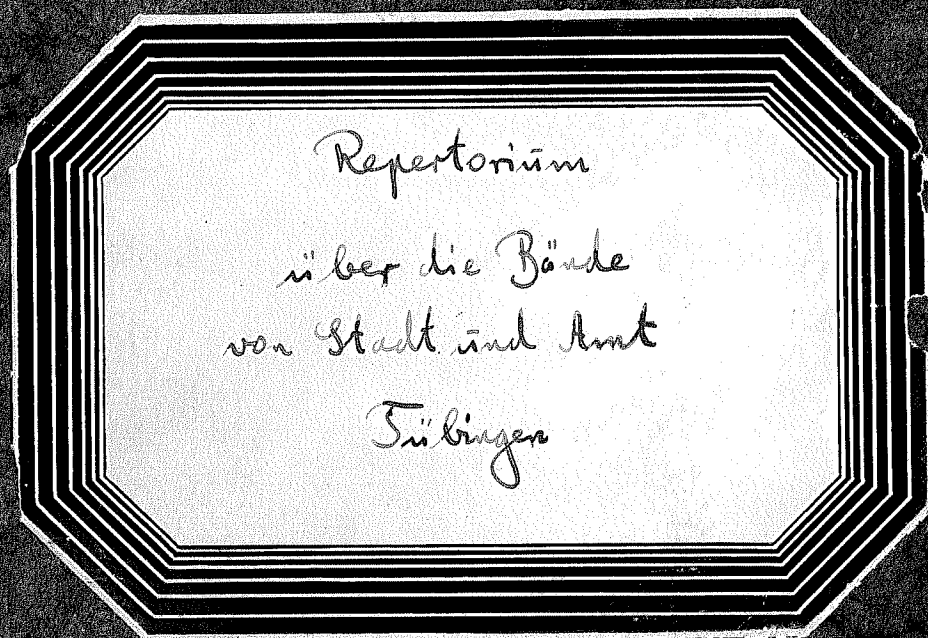 Repertorium
über die Bände
von Stadt und Amt
Tübingen